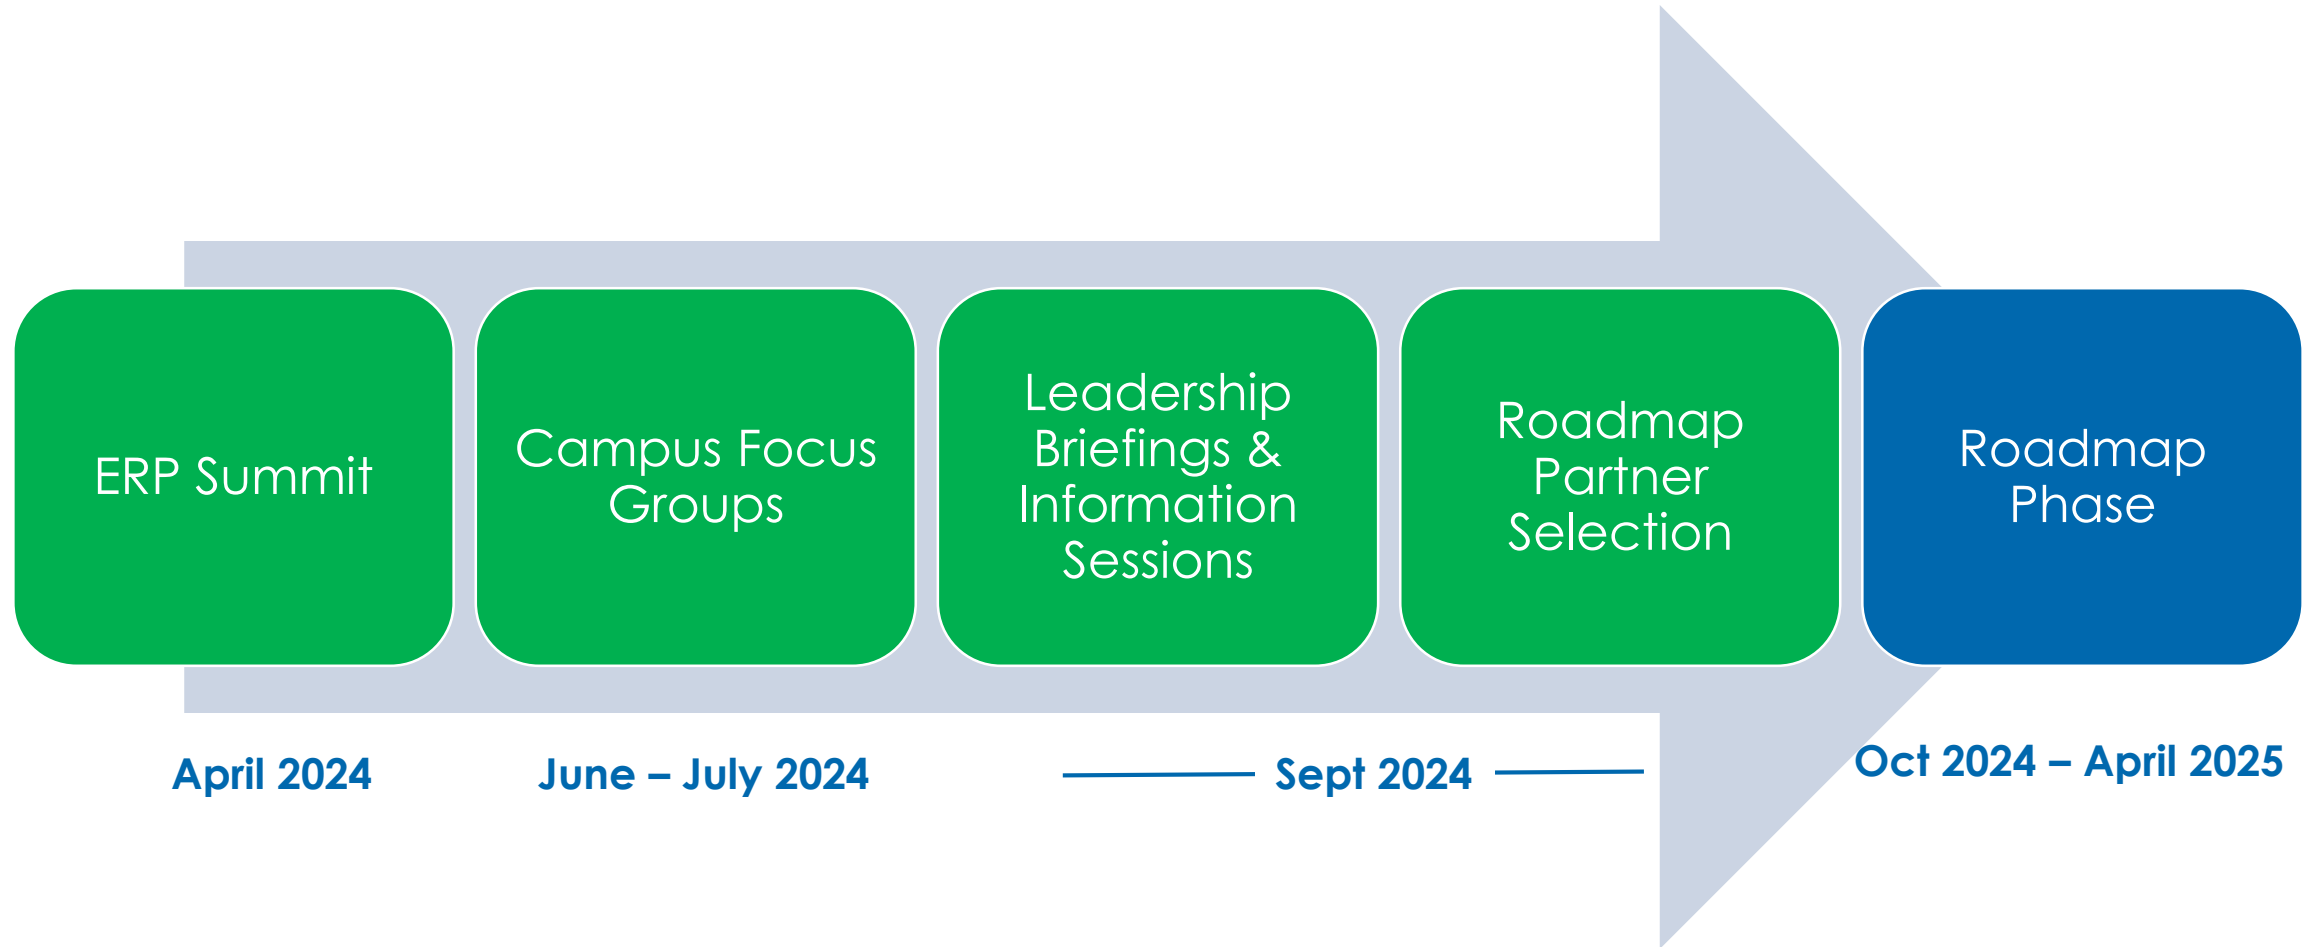 ERP Summit
Campus Focus
Groups
Leadership
Briefings &
Information
Sessions
Roadmap
Partner
Selection
Roadmap
Phase
April 2024
June – July 2024
Sept 2024
Oct 2024 – April 2025